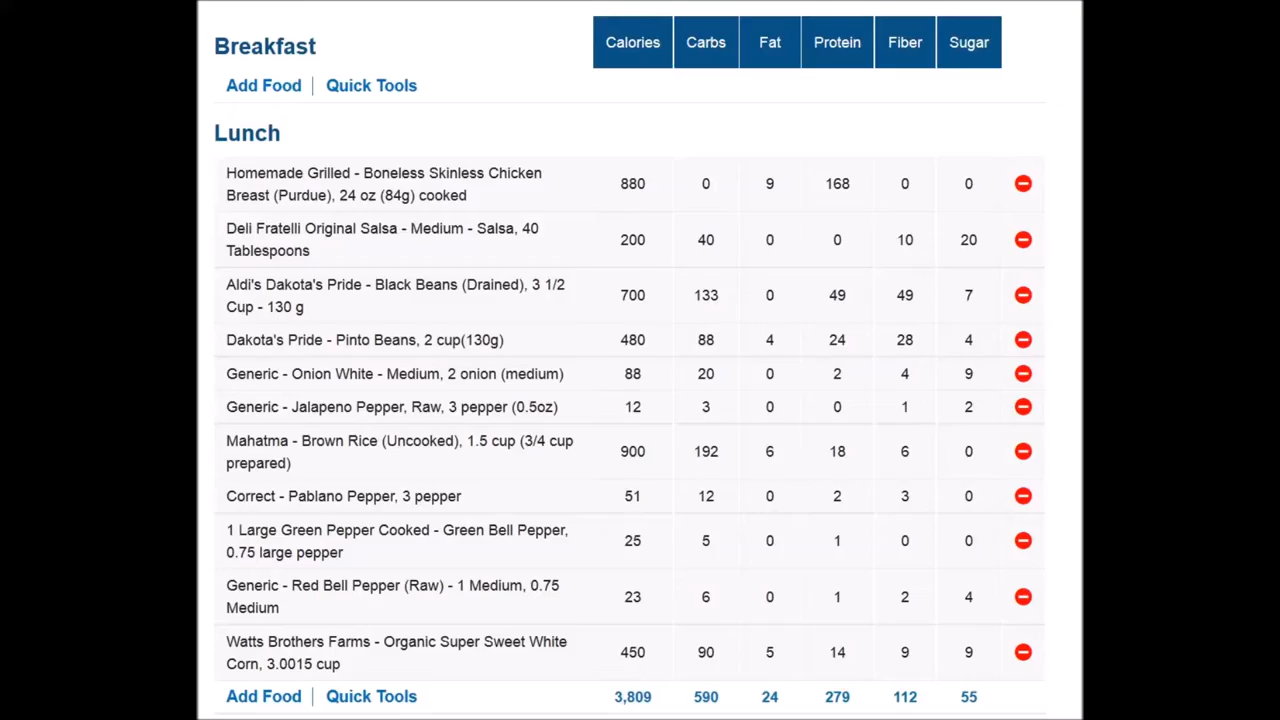 Breakfast
Calories Carbs Fat Protein Fiber Sugar
Add Food | Quick Tools
Lunch
Homemade Grilled - Boneless Skinless Chicken
Breast (Purdue), 24 oz (84g) cooked
880 0 9 168 0 0
Deli Fratelli Original Salsa - Medium - Salsa, 40
Tablespoons
200 40 0 0 10 20
Aldi's Dakota's Pride - Black Beans (Drained), 3 1/2
Cup - 130 g
700 133 0 49 49 7
Dakota's Pride - Pinto Beans, 2 cup(130g) 480 88 4 24 28 4
Generic - Onion White - Medium, 2 onion (medium) 88 20 0 2 4 9
Generic - Jalapeno Pepper, Raw, 3 pepper (0.5oz) 12 3 0 0 1 2
Mahatma - Brown Rice (Uncooked), 1.5 cup (3/4 cup
prepared)
900 192 6 18 6 0
Correct - Pablano Pepper, 3 pepper 51 12 0 2 3 0
1 Large Green Pepper Cooked - Green Bell Pepper,
0.75 large pepper
25 5 0 1 0 0
Generic - Red Bell Pepper (Raw) - 1 Medium, 0.75
Medium
23 6 0 1 2 4
Watts Brothers Farms - Organic Super Sweet White
Corn, 3.0015 cup
450 90 5 14 9 9
Add Food | Quick Tools 3,809 590 24 279 112 55